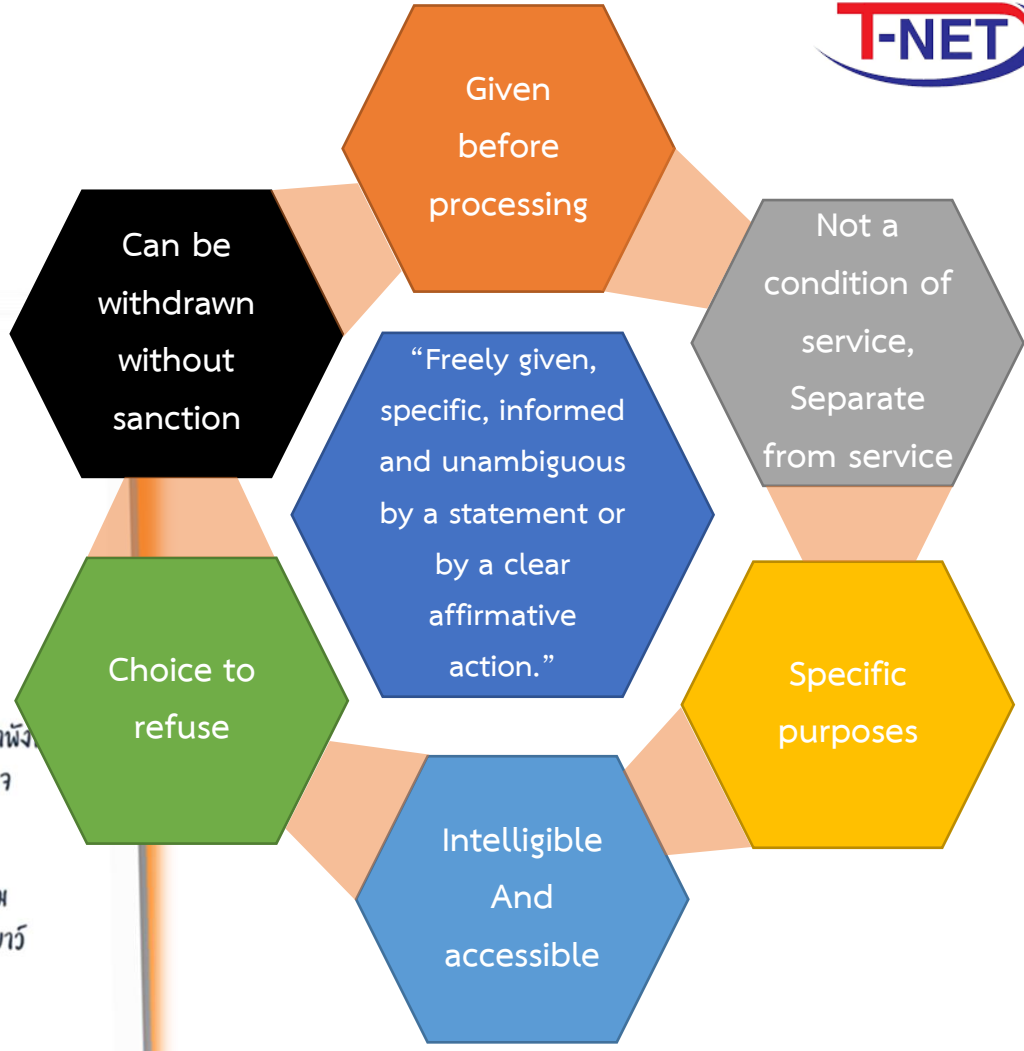 T-NET
Given
before
processing
Not a
condition of
service,
Separate
from service
Can be
withdrawn
without
sanction
“Freely given,
specific, informed
and unambiguous
by a statement or
by a clear
affirmative
action.”
Choice to
refuse
Specific
purposes
Intelligible
And
accessible